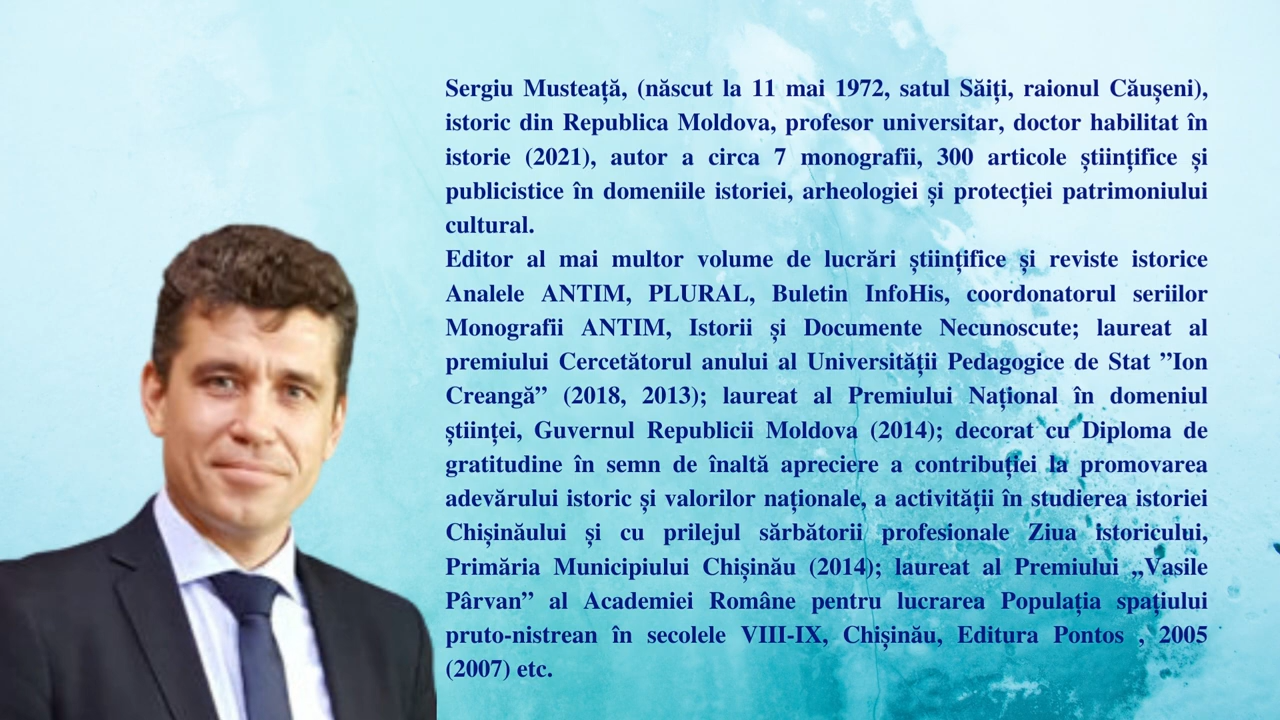 Sergiu Musteață, (născut la 11 mai 1972, satul Săiți, raionul Căușeni),
istoric din Republica Moldova, profesor universitar, doctor habilitat în
istorie (2021), autor a circa 7 monografii, 300 articole științifice și
publicistice în domeniile istoriei, arheologiei și protecției patrimoniului
cultural.
Editor al mai multor volume de lucrări științifice și reviste istorice
Analele ANTIM, PLURAL, Buletin InfoHis, coordonatorul seriilor
Monografii ANTIM, Istorii și Documente Necunoscute; laureat al
premiului Cercetătorul anului al Universității Pedagogice de Stat ”Ion
Creangă” (2018, 2013); laureat al Premiului Național în domeniul
științei, Guvernul Republicii Moldova (2014); decorat cu Diploma de
gratitudine în semn de înaltă apreciere a contribuției la promovarea
adevărului istoric și valorilor naționale, a activității în studierea istoriei
Chișinăului și cu prilejul sărbătorii profesionale Ziua istoricului,
Primăria Municipiului Chișinău (2014); laureat al Premiului „Vasile
Pârvan” al Academiei Române pentru lucrarea Populația spațiului
pruto-nistrean în secolele VIII-IX, Chișinău, Editura Pontos , 2005
(2007) etc.